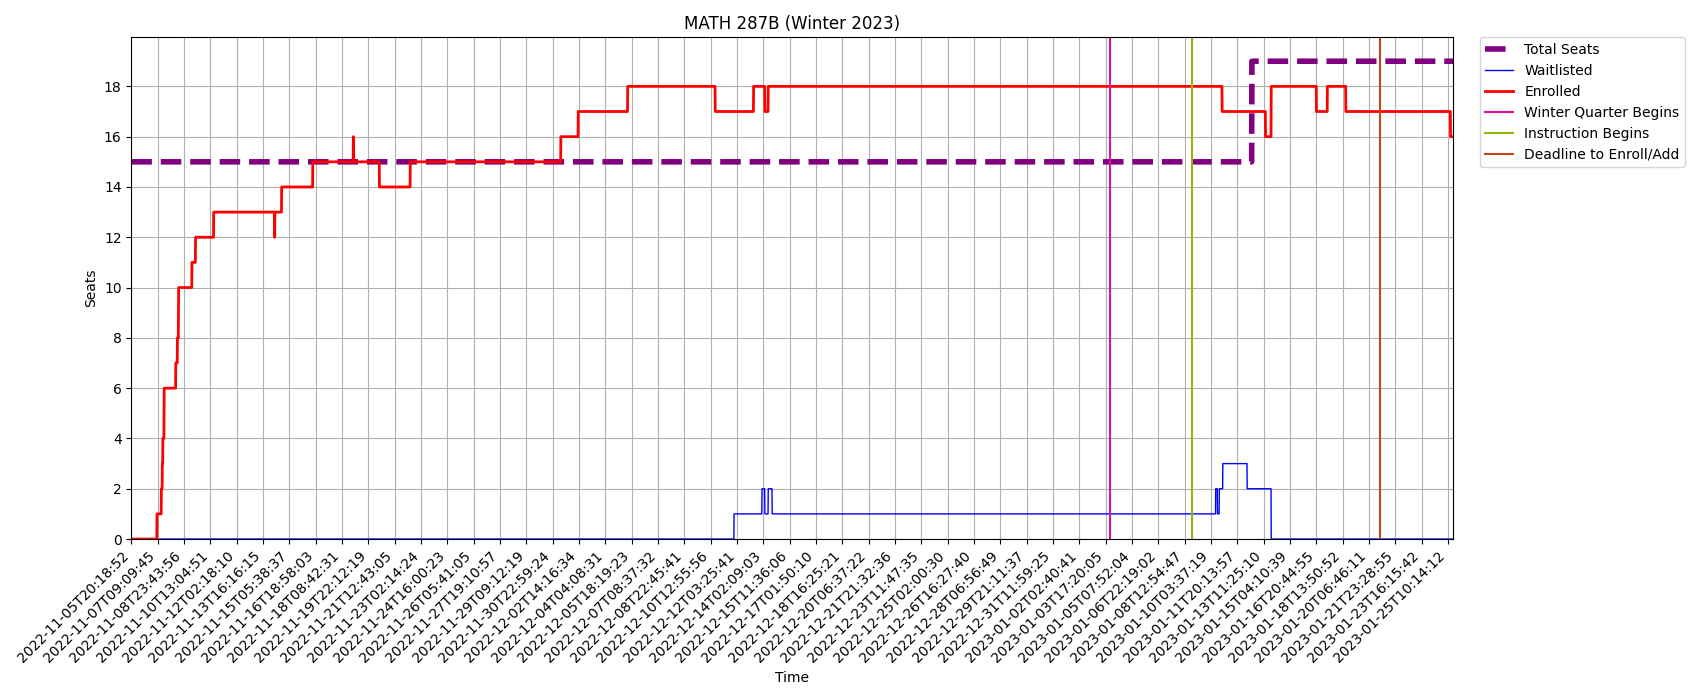 MATH 287B (Winter 2023)
Total Seats
Waitlisted
Enrolled
Winter Quarter Begins
Instruction Begins
Deadline to Enroll/Add
Seats
18
16
14
12
10
8
6
4
2
0
2022-11-05T20:18:52
2022-11-07T09:09:45
2022-11-08T23:43:56
2022-11-10T13:04:51
2022-11-12T02:18:10
2022-11-13T16:16:15
2022-11-15T05:38:37
2022-11-16T18:58:03
2022-11-18T08:42:31
2022-11-19T22:12:19
2022-11-21T12:43:05
2022-11-23T02:14:24
2022-11-24T16:00:23
2022-11-26T05:41:05
2022-11-27T19:10:57
2022-11-29T09:12:19
2022-11-30T22:59:24
2022-12-02T14:16:34
2022-12-04T04:08:31
2022-12-05T18:19:23
2022-12-07T08:37:32
2022-12-08T22:45:41
2022-12-10T12:55:56
2022-12-12T03:25:41
2022-12-14T02:09:03
2022-12-15T11:36:06
2022-12-17T01:50:10
2022-12-18T16:25:21
2022-12-20T06:37:22
2022-12-21T21:32:36
2022-12-23T11:47:35
2022-12-25T02:00:30
2022-12-26T16:27:40
2022-12-28T06:56:49
2022-12-29T21:11:37
2022-12-31T11:59:25
2023-01-02T02:40:41
2023-01-03T17:20:05
2023-01-05T07:52:04
2023-01-06T22:19:02
2023-01-08T12:54:47
2023-01-10T03:37:19
2023-01-11T20:13:57
2023-01-13T11:25:10
2023-01-15T04:10:39
2023-01-16T20:44:55
2023-01-18T13:50:52
2023-01-20T06:46:11
2023-01-21T23:28:55
2023-01-23T16:15:42
2023-01-25T10:14:12
Time